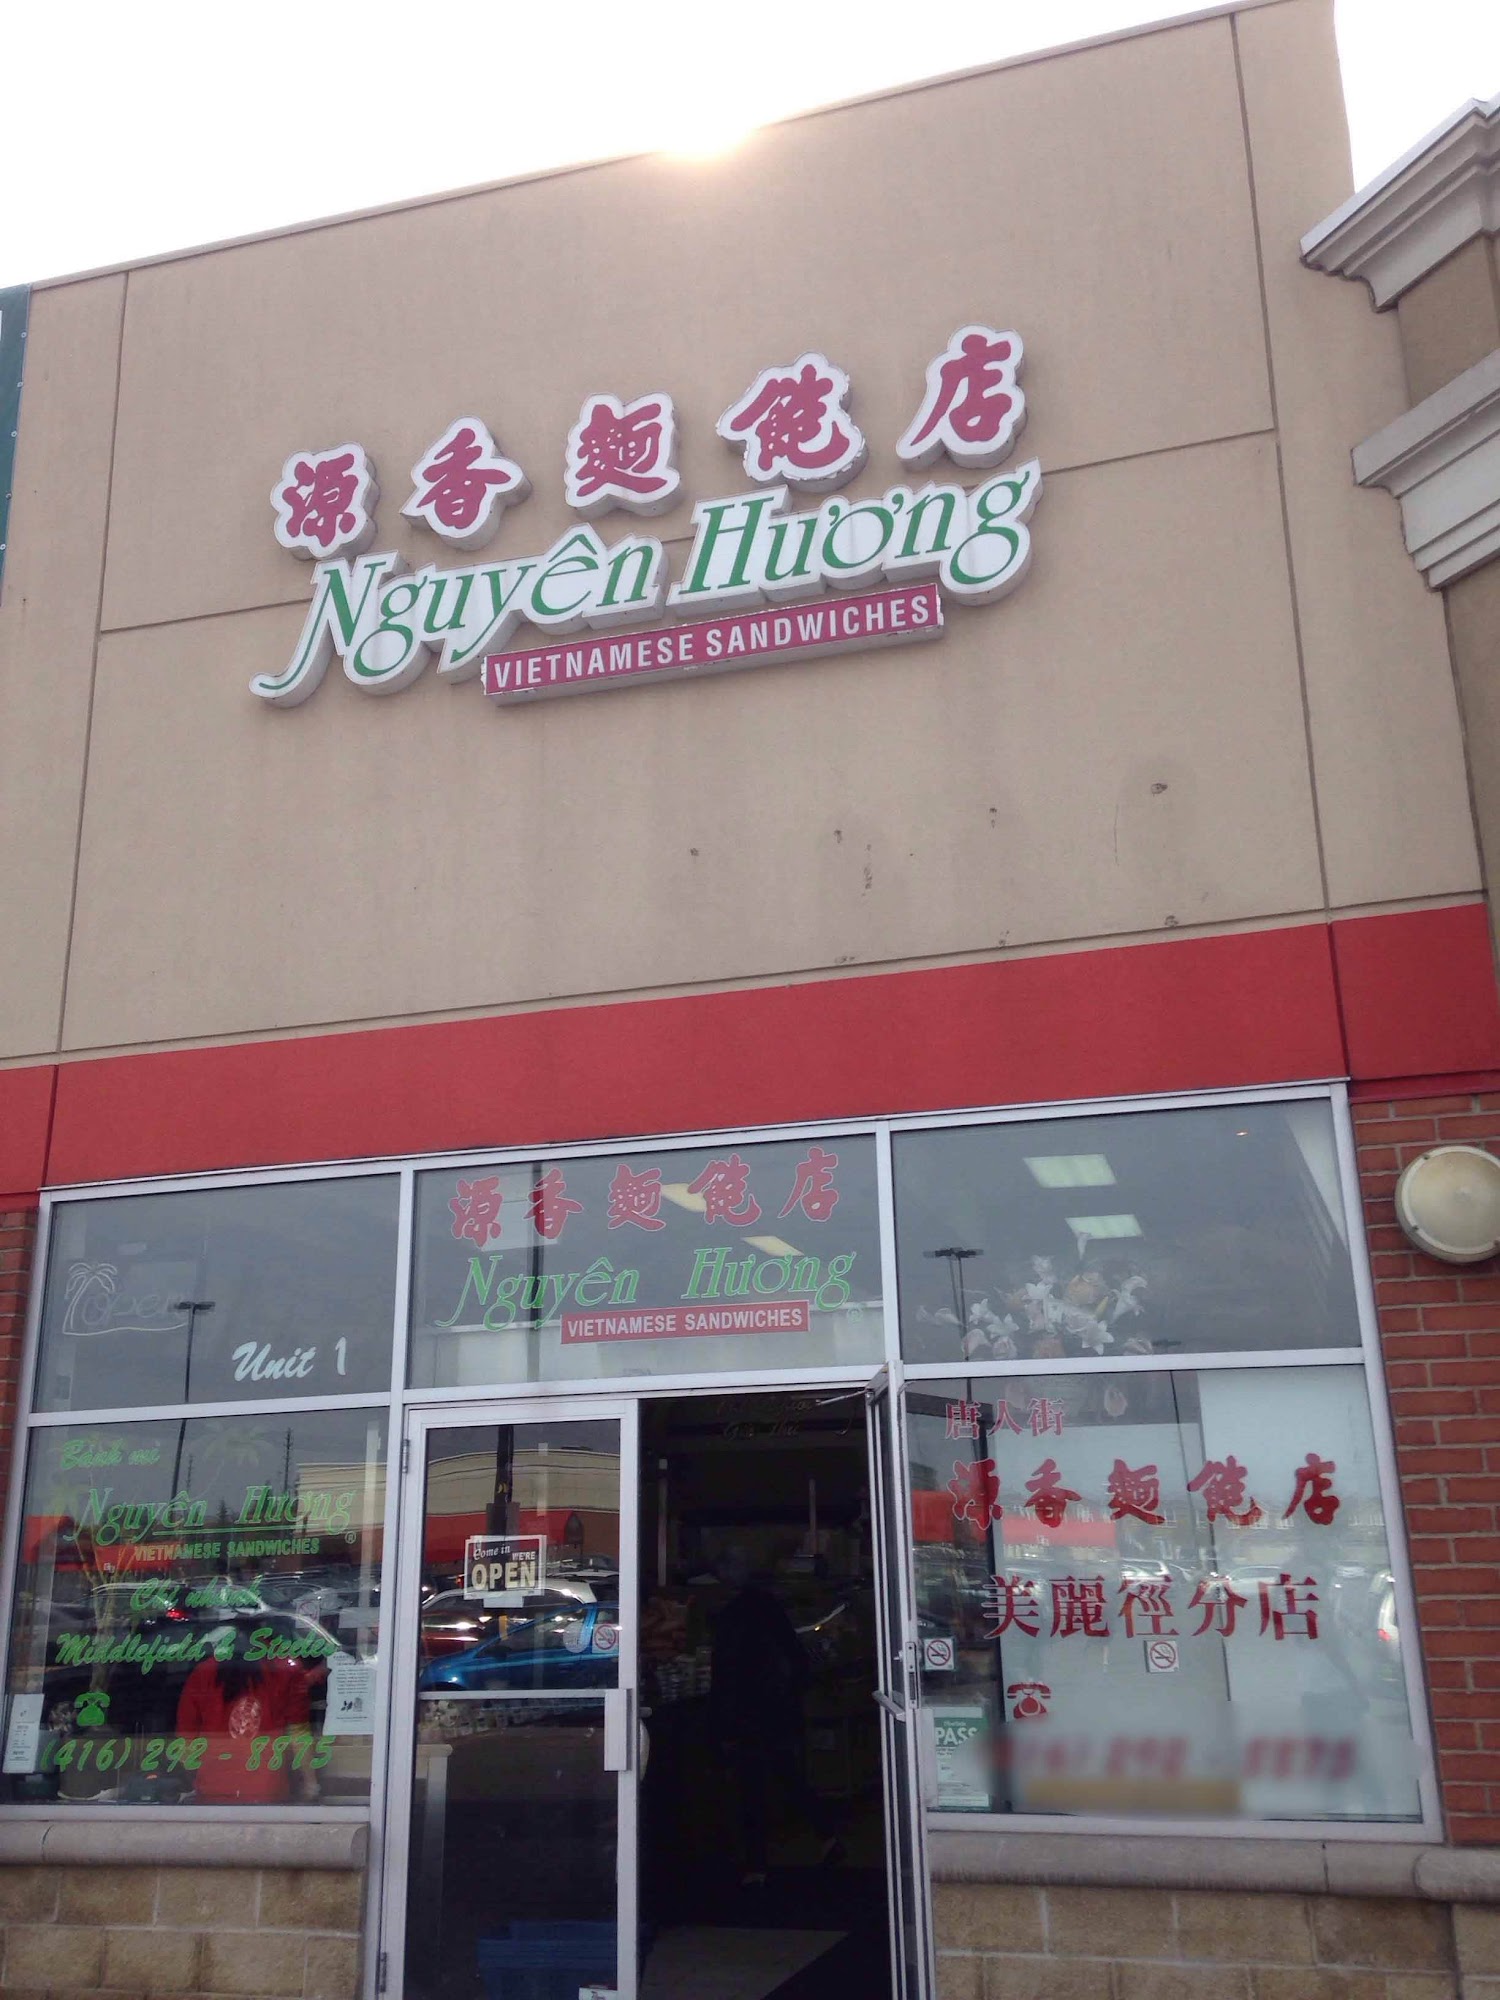 源香麵飽店
Nguyên Hương
VIETNAMESE SANDWICHES
源香麵飽店
Nguyên Hương
VIETNAMESE SANDWICHES ®
open
Unit 1
Bánh mì
Nguyên Hương ®
VIETNAMESE SANDWICHES
Chi nhánh
Middlefield & Steeles
(416) 292 - 8875
Come in
WE'RE
OPEN
唐人街
源香麵飽店
美麗徑分店
PASS